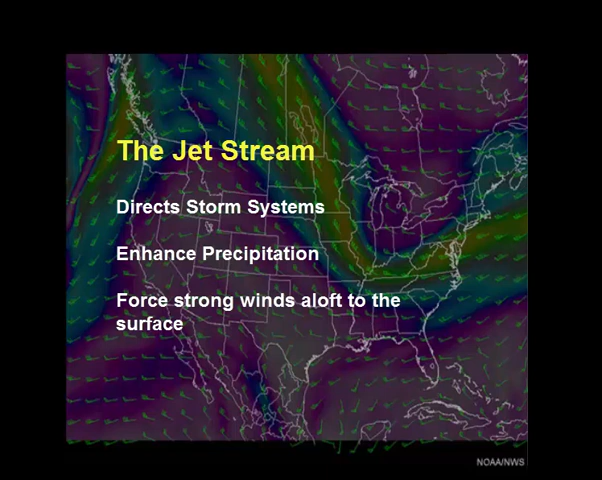 The Jet Stream
Directs Storm Systems
Enhance Precipitation
Force strong winds aloft to the
surface
NOAA/NWS